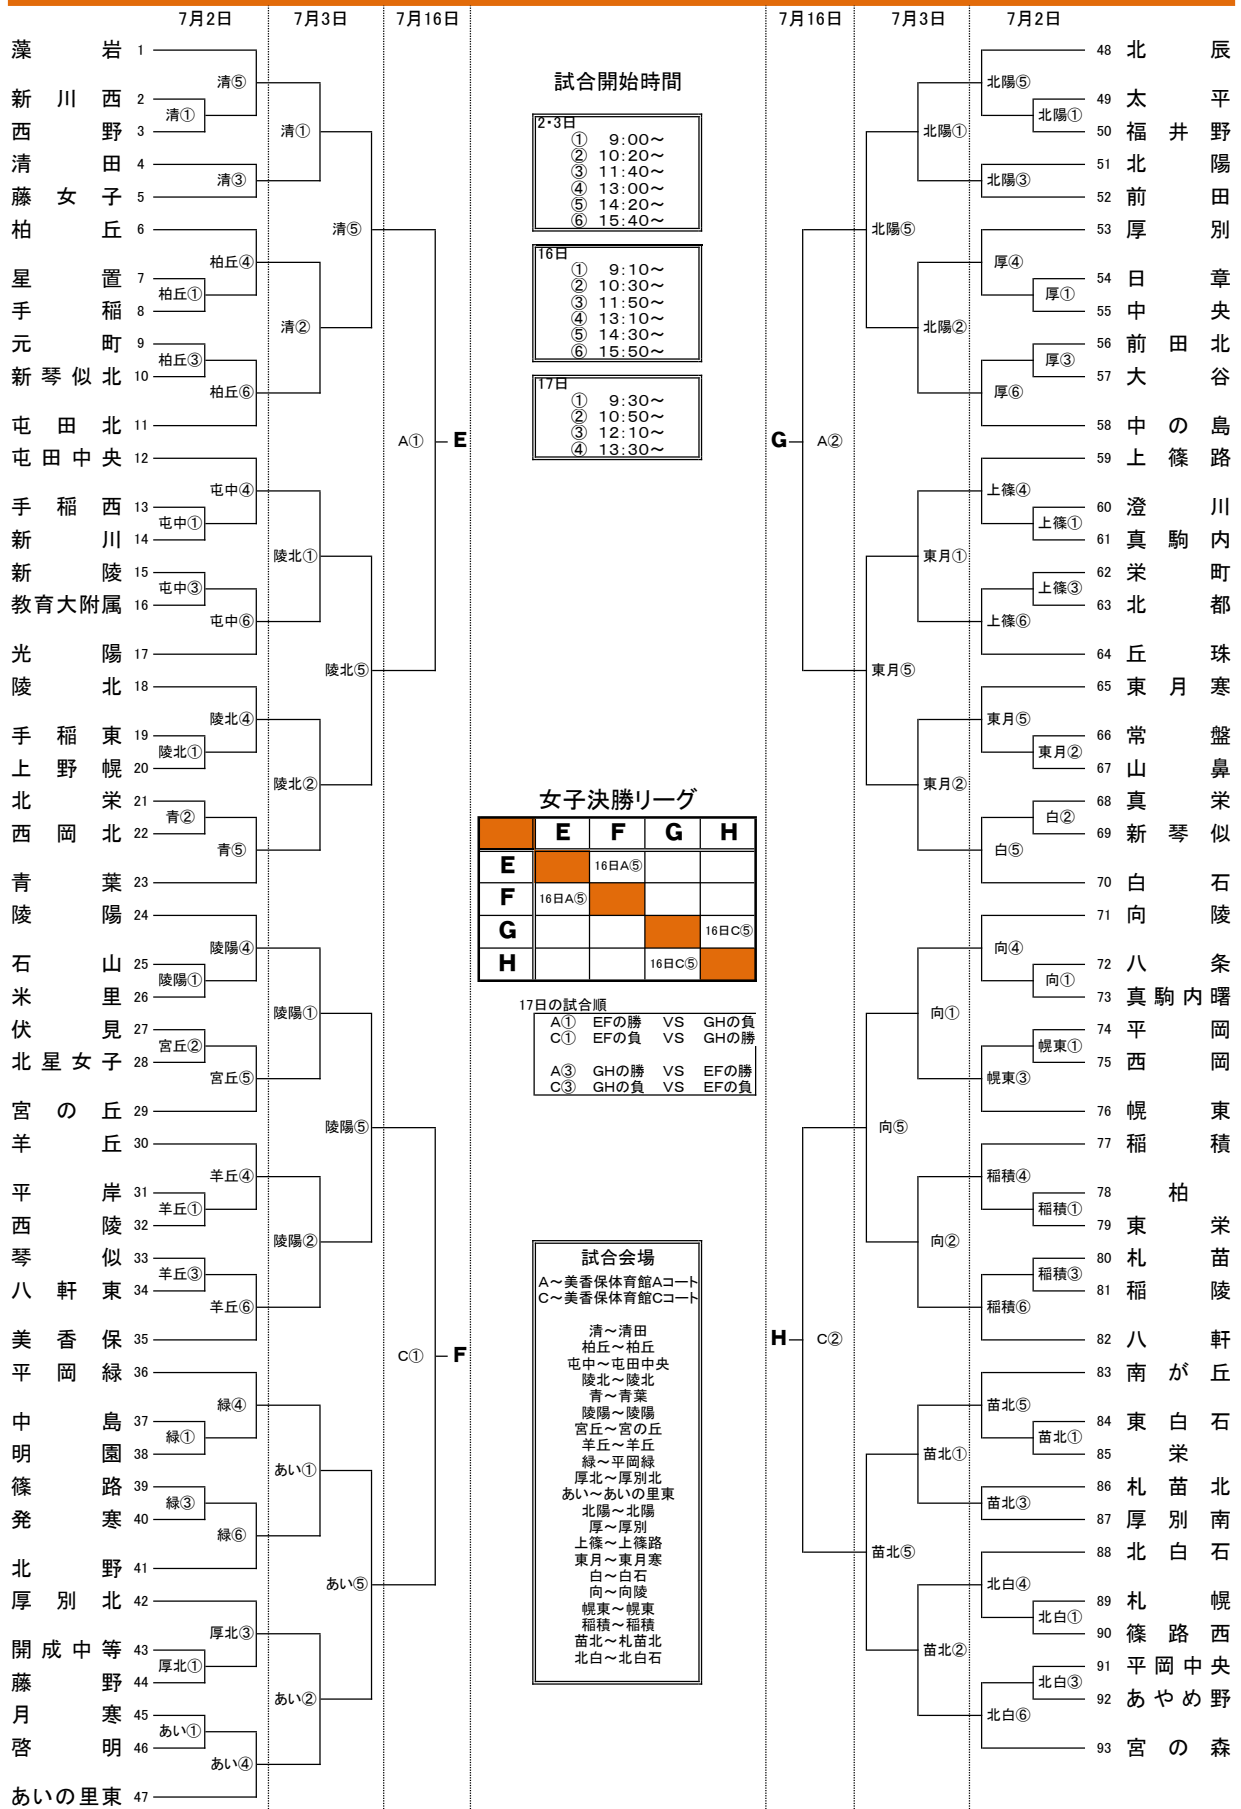 7月2日 7月3日 7月16日 7月16日 7月3日 7月2日
藻岩 1
清⑤
新川西 2
清①
西野 3
清①
清田 4
清③
藤女子 5
柏丘 6
清⑤
柏丘④
星置 7
柏丘①
手稲 8
清②
元町 9
柏丘③
新琴似北 10
柏丘⑥
屯田北 11
A① E
屯田中央 12
屯中④
手稲西 13
屯中①
新川 14
陵北①
新陵 15
屯中③
教育大附属 16
屯中⑥
光陽 17
陵北⑤
陵北 18
陵北④
手稲東 19
陵北①
上野幌 20
陵北②
北栄 21
青②
西岡北 22
青⑤
青葉 23
陵陽 24
陵陽④
石山 25
陵陽①
米里 26
陵陽①
伏見 27
宮丘②
北星女子 28
宮丘⑤
宮の丘 29
陵陽⑤
羊丘 30
羊丘④
平岸 31
羊丘①
西陵 32
陵陽②
琴似 33
羊丘③
八軒東 34
羊丘⑥
美香保 35
C① F
平岡緑 36
緑④
中島 37
緑①
明園 38
あい①
篠路 39
緑③
発寒 40
緑⑥
北野 41
あい⑤
厚別北 42
厚北③
開成中等 43
厚北①
藤野 44
あい②
月寒 45
あい①
啓明 46
あい④
あいの里東 47
試合開始時間
2・3日
① 9:00～
② 10:20～
③ 11:40～
④ 13:00～
⑤ 14:20～
⑥ 15:40～
16日
① 9:10～
② 10:30～
③ 11:50～
④ 13:10～
⑤ 14:30～
⑥ 15:50～
17日
① 9:30～
② 10:50～
③ 12:10～
④ 13:30～
女子決勝リーグ
E F G H
E 16日A⑤
F 16日A⑤
G 16日C⑤
H 16日C⑤
17日の試合順
A① EFの勝 VS GHの負
C① EFの負 VS GHの勝
A③ GHの勝 VS EFの勝
C③ GHの負 VS EFの負
試合会場
A～美香保体育館Aコート
C～美香保体育館Cコート
清～清田
柏丘～柏丘
屯中～屯田中央
陵北～陵北
青～青葉
陵陽～陵陽
宮丘～宮の丘
羊丘～羊丘
緑～平岡緑
厚北～厚別北
あい～あいの里東
北陽～北陽
厚～厚別
上篠～上篠路
東月～東月寒
白～白石
向～向陵
幌東～幌東
稲積～稲積
苗北～札苗北
北白～北白石
48 北辰
北陽⑤
49 太平
北陽①
50 福井野
北陽①
51 北陽
北陽③
52 前田
53 厚別
北陽⑤
厚④
54 日章
厚①
55 中央
北陽②
56 前田北
厚③
57 大谷
厚⑥
58 中の島
G A②
59 上篠路
上篠④
60 澄川
上篠①
61 真駒内
東月①
62 栄町
上篠③
63 北都
上篠⑥
64 丘珠
東月⑤
65 東月寒
東月⑤
66 常盤
東月②
67 山鼻
東月②
68 真栄
白②
69 新琴似
白⑤
70 白石
71 向陵
向④
72 八条
向①
73 真駒内曙
向①
74 平岡
幌東①
75 西岡
幌東③
76 幌東
向⑤
77 稲積
稲積④
78 柏
稲積①
79 東栄
向②
80 札苗
稲積③
81 稲陵
稲積⑥
82 八軒
H C②
83 南が丘
苗北⑤
84 東白石
苗北①
85 栄
苗北①
86 札苗北
苗北③
87 厚別南
苗北⑤
88 北白石
北白④
89 札幌
北白①
90 篠路西
苗北②
91 平岡中央
北白③
92 あやめ野
北白⑥
93 宮の森